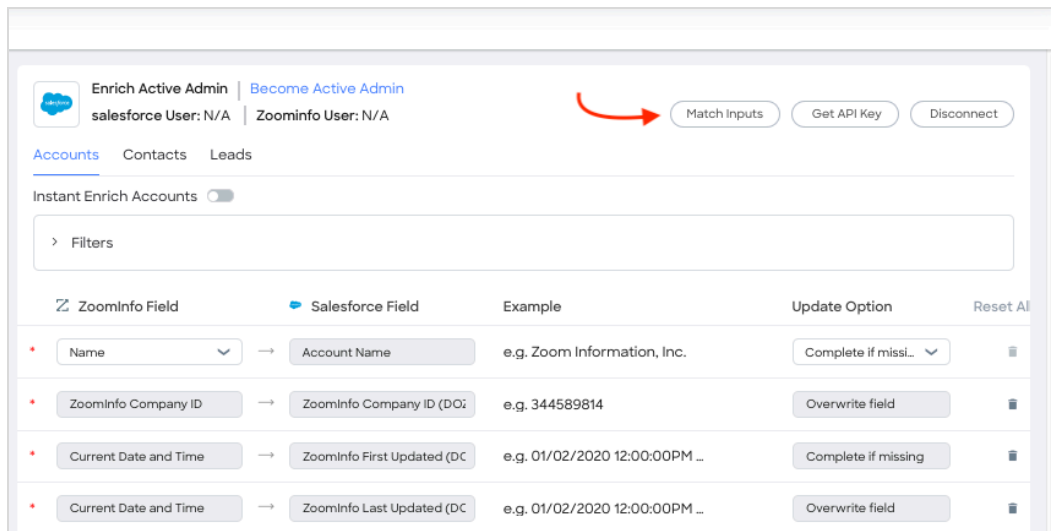 Enrich Active Admin | Become Active Admin
salesforce User: N/A | Zoominfo User: N/A
Match Inputs Get API Key Disconnect
Accounts Contacts Leads
Instant Enrich Accounts
Filters
ZoomInfo Field Salesforce Field Example Update Option Reset All
* Name → Account Name e.g. Zoom Information, Inc. Complete if missi...
* ZoomInfo Company ID → ZoomInfo Company ID (DOZ e.g. 344589814 Overwrite field
* Current Date and Time → ZoomInfo First Updated (DC e.g. 01/02/2020 12:00:00PM ... Complete if missing
* Current Date and Time → ZoomInfo Last Updated (DC e.g. 01/02/2020 12:00:00PM ... Overwrite field